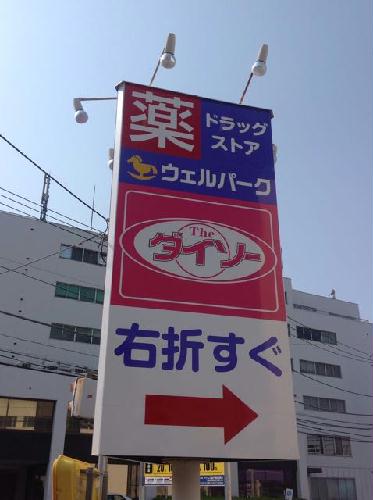 薬
ドラッグ
ストア
ウェルパーク
The
ダイソー
右折すぐ